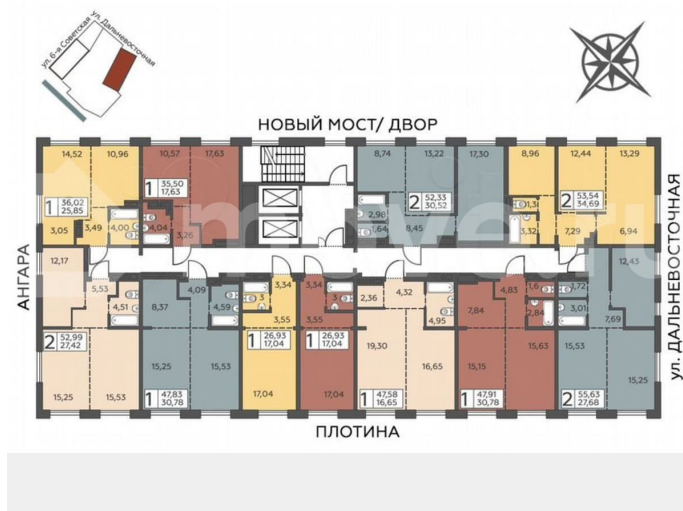 ул. 6-я Советская
ул. Дальневосточная
НОВЫЙ МОСТ/ ДВОР
АНГАРА
ул. ДАЛЬНЕВОСТОЧНАЯ
ПЛОТИНА
14,52 10,96
1 36,02 25,85
3,05 3,49 4,00
10,57 17,63
1 35,50 17,63
4,04 3,26
8,74 13,22 17,30
2 52,33 30,52
2,98
1,64 8,45
8,96 12,44 13,29
2 53,54 34,69
1,3
3,32 7,29 6,94
12,17
5,53
4,51
2 52,99 27,42
15,25 15,53
4,09
8,37 4,59
15,25 15,53
1 47,83 30,78
3,34
3
3,55
1 26,93 17,04
17,04
3,34
3
3,55
1 26,93 17,04
17,04
2,36 4,32
4,95
19,30
16,65
1 47,58 16,65
4,83
7,84
2,84
15,15 15,63
1 47,91 30,78
1,6 1,72
3,01
7,69
12,43
15,53
15,25
2 55,63 27,68